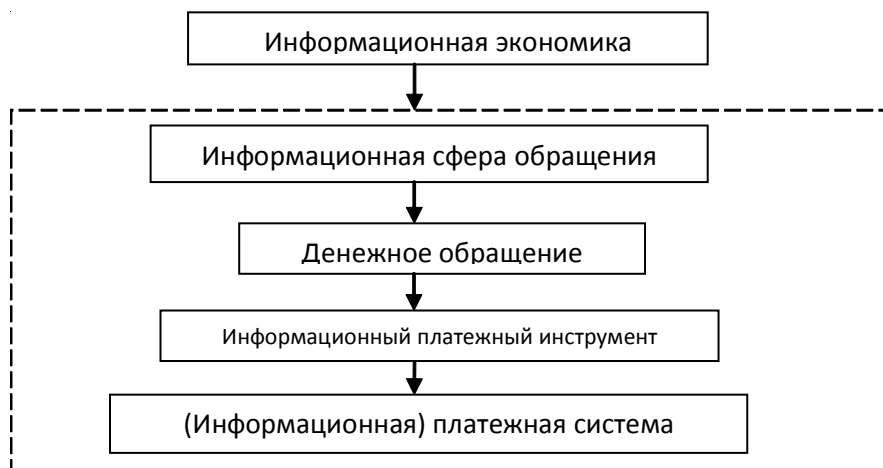 Информационная экономика
Информационная сфера обращения
Денежное обращение
Информационный платежный инструмент
(Информационная) платежная система